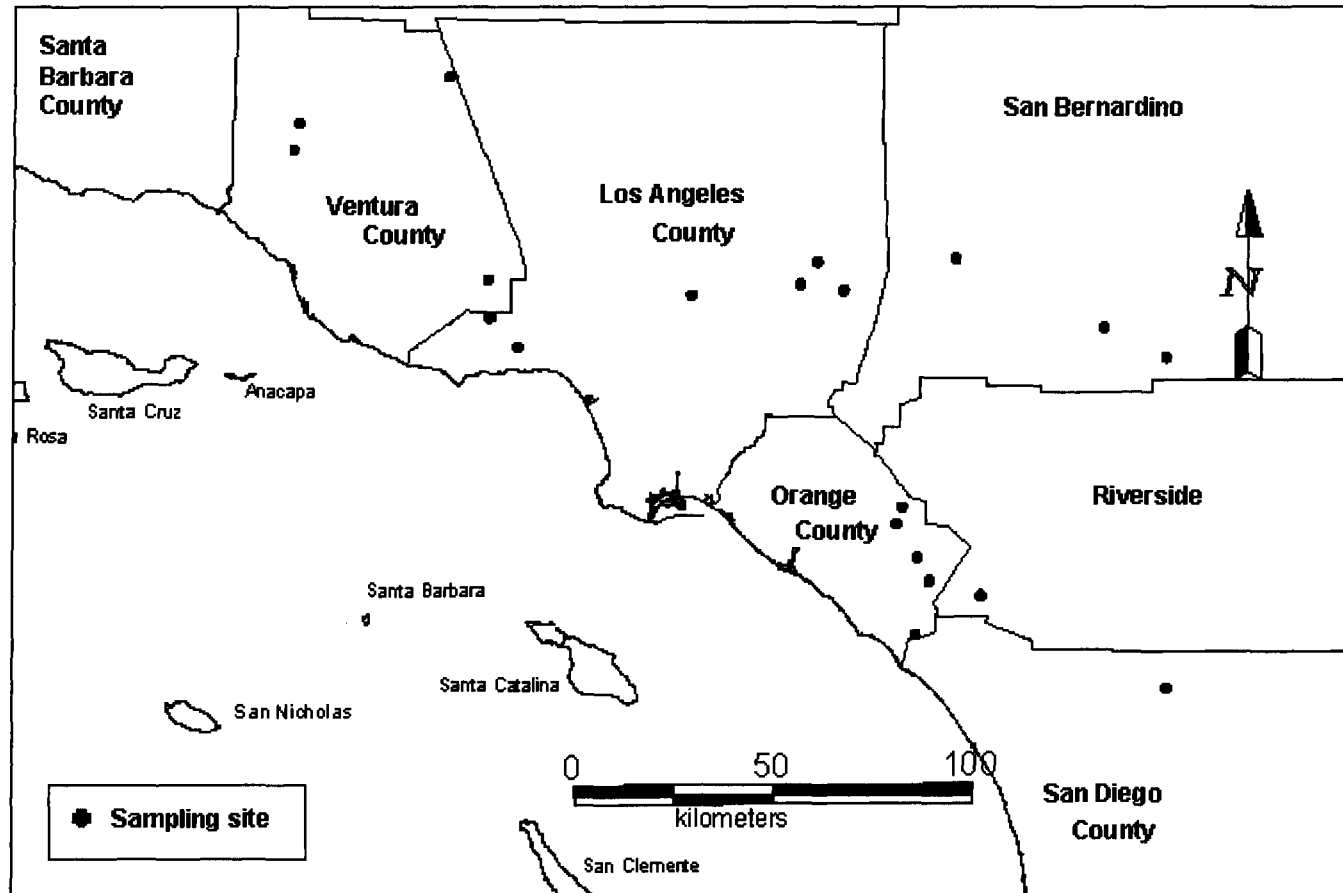 Santa
Barbara
County
San Bernardino
Ventura
County
Los Angeles
County
N
Santa Cruz
Anacapa
Rosa
Orange
County
Riverside
Santa Barbara
Santa Catalina
San Nicholas
0 50 100
kilometers
San Diego
County
Sampling site
San Clemente